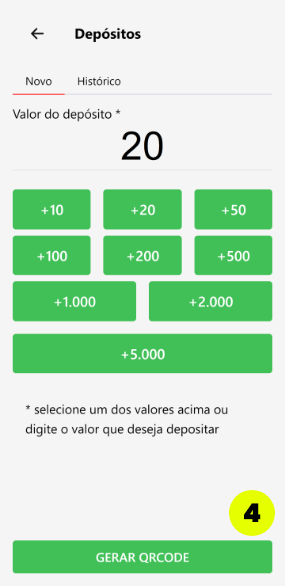 Depósitos
Novo Histórico
Valor do depósito *
20
+10 +20 +50
+100 +200 +500
+1.000 +2.000
+5.000
* selecione um dos valores acima ou
digite o valor que deseja depositar
4
GERAR QRCODE